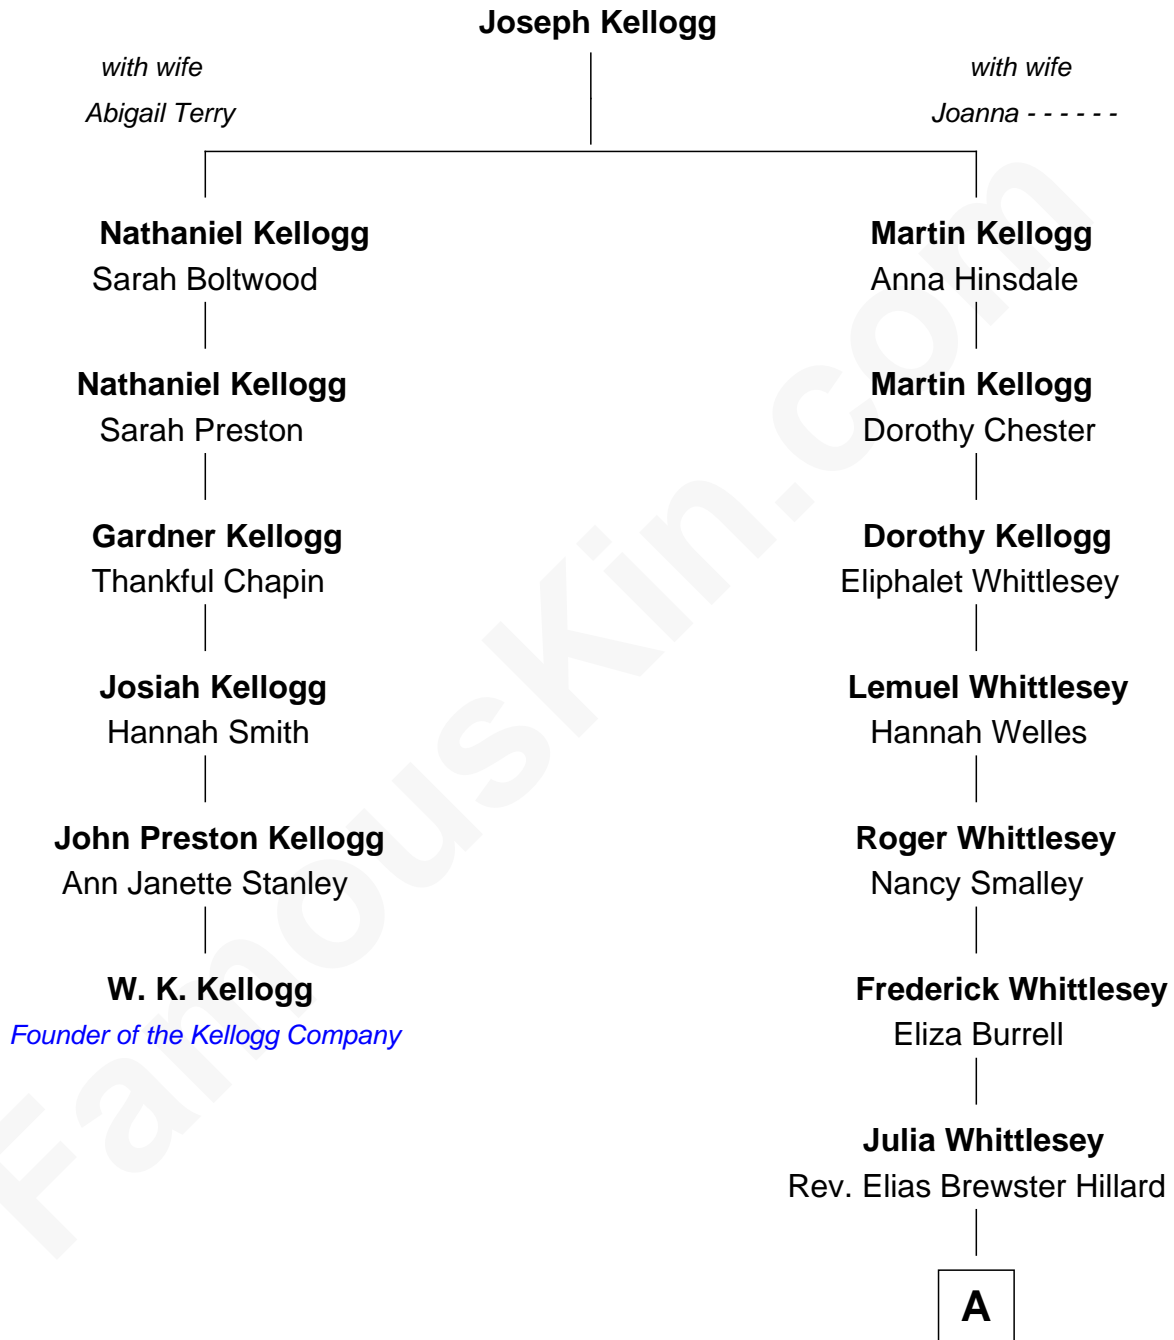 Joseph Kellogg
with wife
Abigail Terry
with wife
Joanna - - - - - -
Nathaniel Kellogg
Sarah Boltwood
Nathaniel Kellogg
Sarah Preston
Gardner Kellogg
Thankful Chapin
Josiah Kellogg
Hannah Smith
John Preston Kellogg
Ann Janette Stanley
W. K. Kellogg
Founder of the Kellogg Company
Martin Kellogg
Anna Hinsdale
Martin Kellogg
Dorothy Chester
Dorothy Kellogg
Eliphalet Whittlesey
Lemuel Whittlesey
Hannah Welles
Roger Whittlesey
Nancy Smalley
Frederick Whittlesey
Eliza Burrell
Julia Whittlesey
Rev. Elias Brewster Hillard
A
FamousKin.com